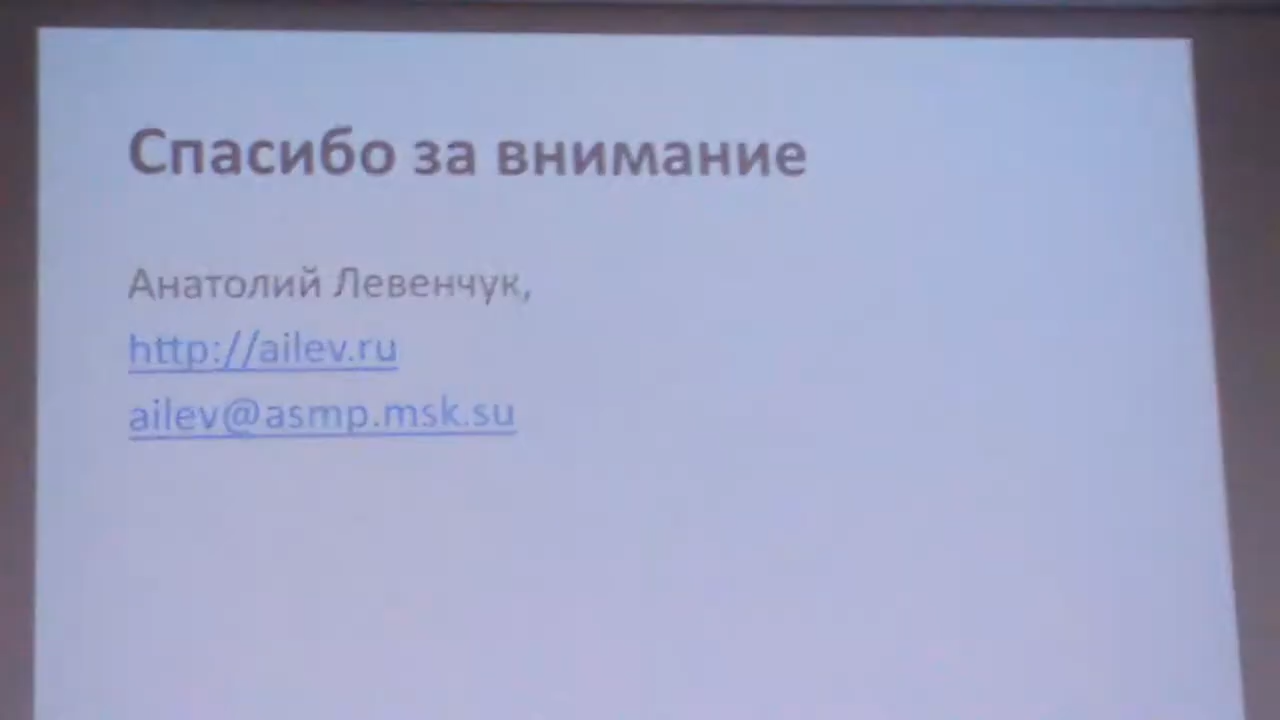 Спасибо за внимание
Анатолий Левенчук,
http://ailev.ru
ailev@asmp.msk.su